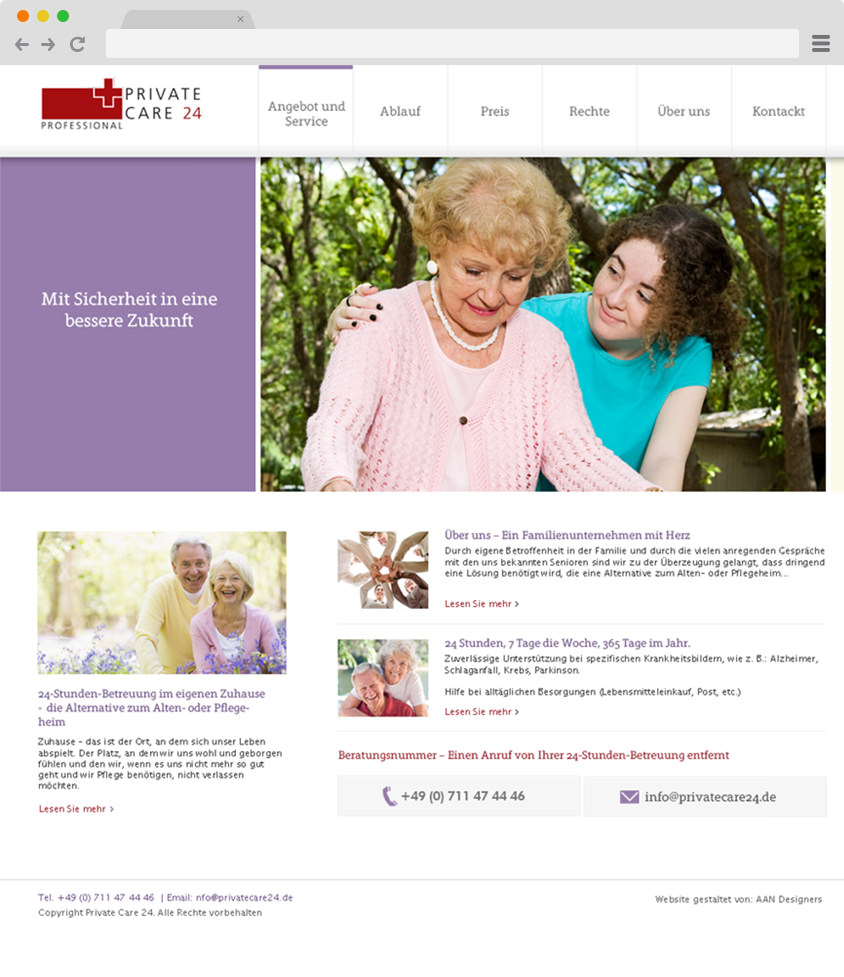 PRIVATE
CARE 24
PROFESSIONAL
Angebot und
Service
Ablauf
Preis
Rechte
Über uns
Kontackt
Mit Sicherheit in eine
bessere Zukunft
24-Stunden-Betreuung im eigenen Zuhause
- die Alternative zum Alten- oder Pflege-
heim
Zuhause - das ist der Ort, an dem sich unser Leben
abspielt. Der Platz, an dem wir uns wohl und geborgen
fühlen und den wir, wenn es uns nicht mehr so gut
geht und wir Pflege benötigen, nicht verlassen
möchten.
Lesen Sie mehr >
Über uns – Ein Familienunternehmen mit Herz
Durch eigene Betroffenheit in der Familie und durch die vielen anregenden Gespräche
mit den uns bekannten Senioren sind wir zu der Überzeugung gelangt, dass dringend
eine Lösung benötigt wird, die eine Alternative zum Alten- oder Pflegeheim...
Lesen Sie mehr >
24 Stunden, 7 Tage die Woche, 365 Tage im Jahr.
Zuverlässige Unterstützung bei spezifischen Krankheitsbildern, wie z. B.: Alzheimer,
Schlaganfall, Krebs, Parkinson.
Hilfe bei alltäglichen Besorgungen (Lebensmitteleinkauf, Post, etc.)
Lesen Sie mehr >
Beratungsnummer – Einen Anruf von Ihrer 24-Stunden-Betreuung entfernt
+49 (0) 711 47 44 46
info@privatecare24.de
Tel. +49 (0) 711 47 44 46 | Email: nfo@privatecare24.de
Copyright Private Care 24. Alle Rechte vorbehalten
Website gestaltet von: AAN Designers